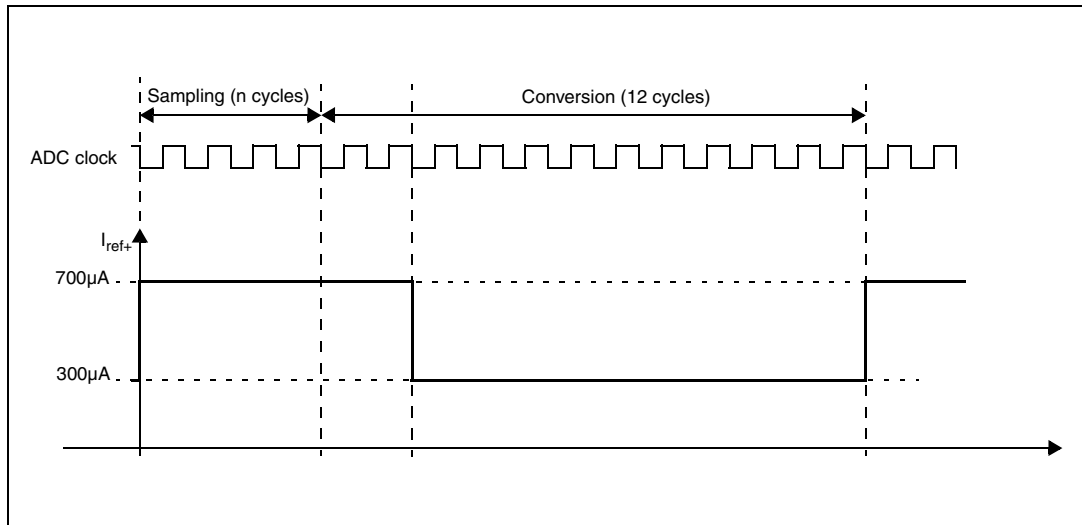 Sampling (n cycles)
Conversion (12 cycles)
ADC clock
Iref+
700µA
300µA